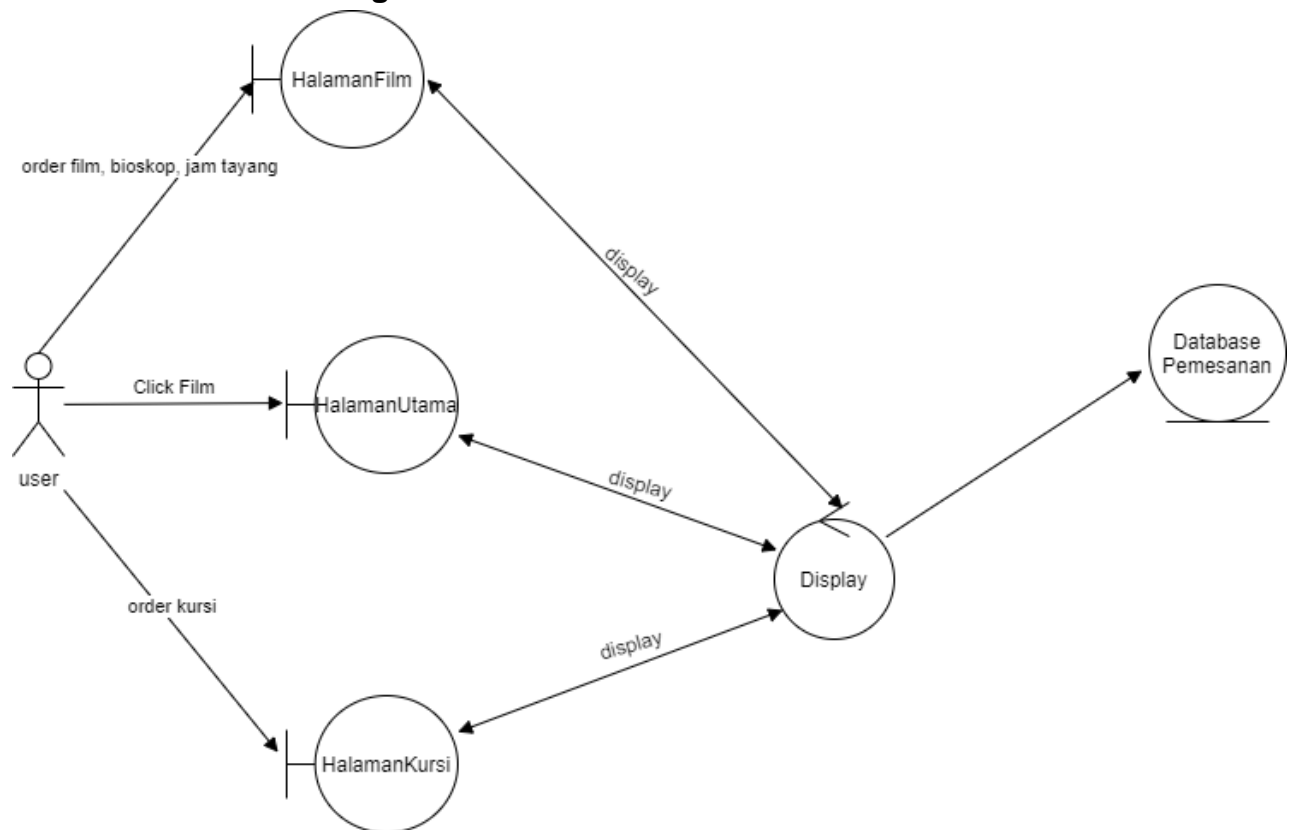 HalamanFilm
order film, bioskop, jam tayang
display
Database
Pemesanan
Click Film
HalamanUtama
user
display
Display
order kursi
display
HalamanKursi